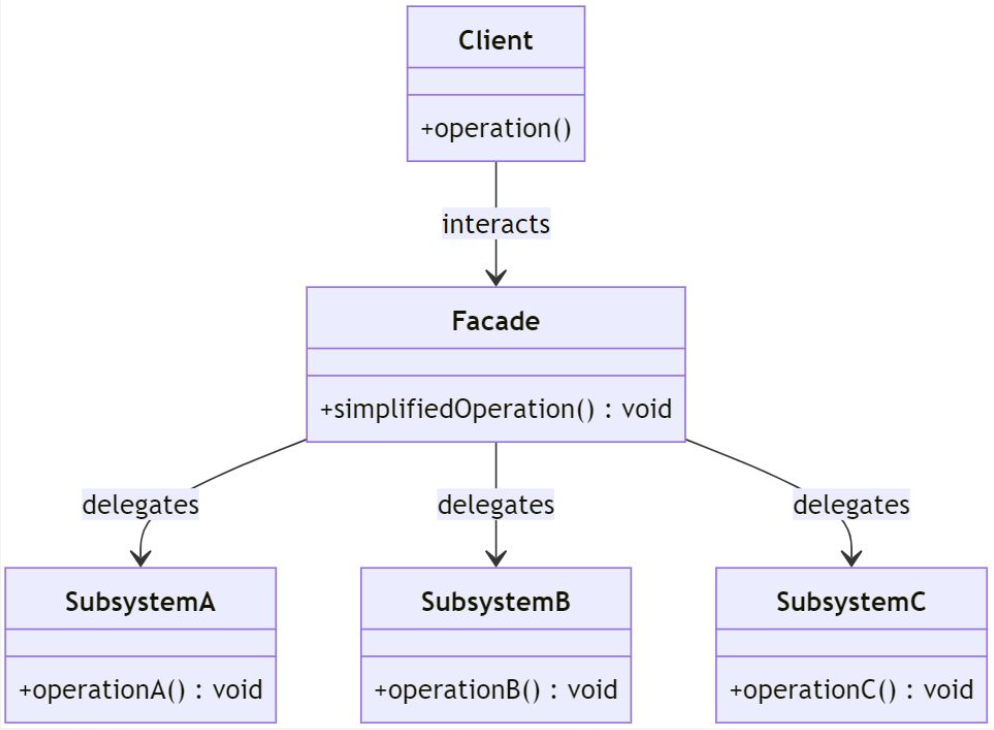 Client
+operation()
interacts
Facade
+simplifiedOperation() : void
delegates
delegates
delegates
SubsystemA
SubsystemB
SubsystemC
+operationA() : void
+operationB() : void
+operationC() : void